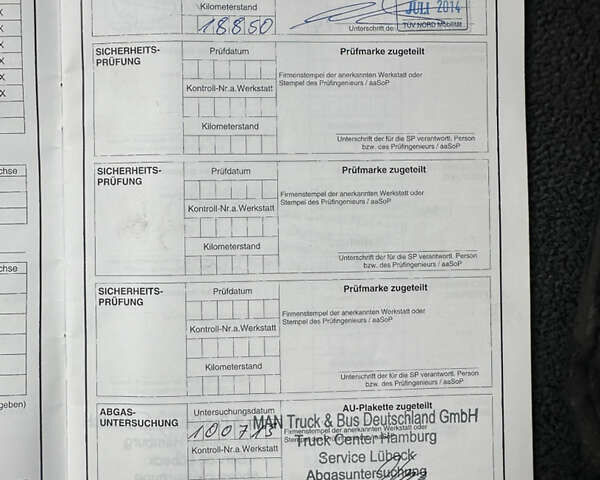 X
X
X
X
X
chse
chse
geben)
Kilometerstand
18850
Unterschrift de
JULI 2014
TÜV NORD Mobilität
SICHERHEITS-
PRÜFUNG
Prüfdatum
Kontroll-Nr.a.Werkstatt
Kilometerstand
Prüfmarke zugeteilt
Firmenstempel der anerkannten Werkstatt oder
Stempel des Prüfingenieurs / aaSoP
Unterschrift der für die SP verantwortl. Person
bzw. des Prüfingenieurs / aaSoP
SICHERHEITS-
PRÜFUNG
Prüfdatum
Kontroll-Nr.a.Werkstatt
Kilometerstand
Prüfmarke zugeteilt
Firmenstempel der anerkannten Werkstatt oder
Stempel des Prüfingenieurs / aaSoP
Unterschrift der für die SP verantwortl. Person
bzw. des Prüfingenieurs / aaSoP
SICHERHEITS-
PRÜFUNG
Prüfdatum
Kontroll-Nr.a.Werkstatt
Kilometerstand
Prüfmarke zugeteilt
Firmenstempel der anerkannten Werkstatt oder
Stempel des Prüfingenieurs / aaSoP
Unterschrift der für die SP verantwortl. Person
bzw. des Prüfingenieurs / aaSoP
ABGAS-
UNTERSUCHUNG
Untersuchungsdatum
100713
Kontroll-Nr.a.Werkstatt
AU-Plakette zugeteilt
Firmenstempel der anerkannten Werkstatt oder
MAN Truck & Bus Deutschland GmbH
Truck Center Hamburg
Service Lübeck
Abgasuntersuchung